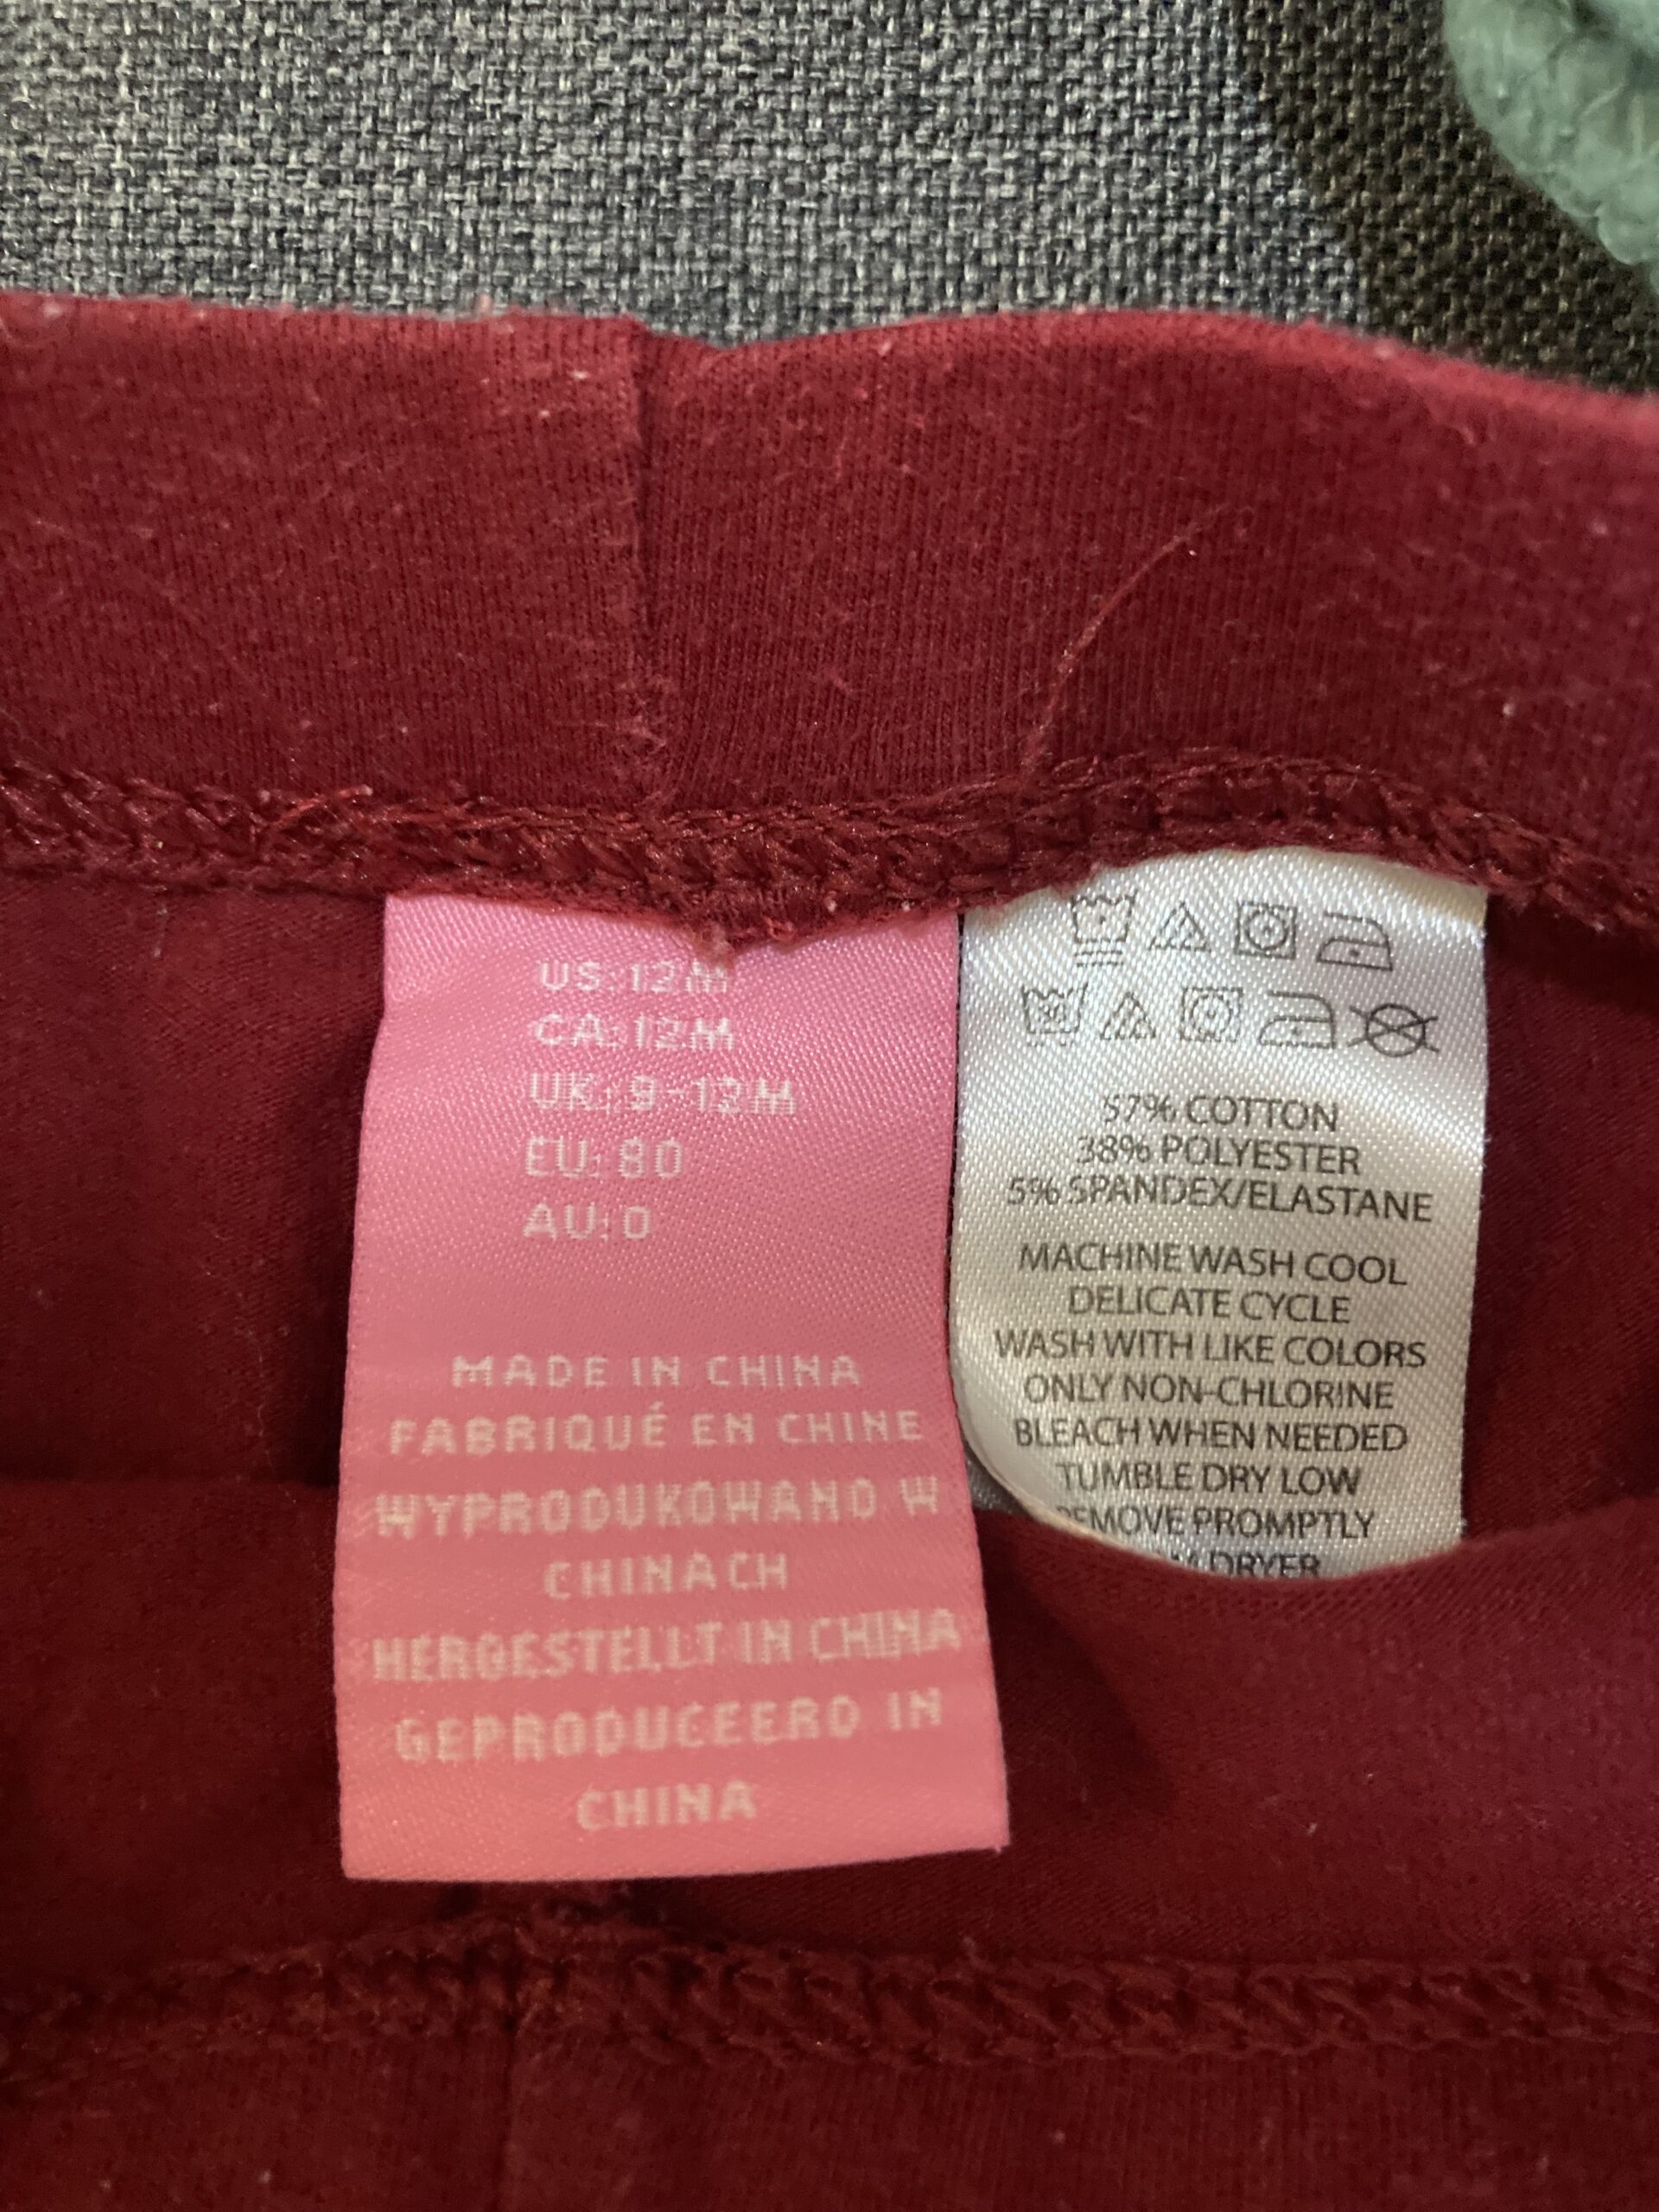 US: 12M
CA: 12M
UK: 9-12M
EU: 80
AU: 0
MADE IN CHINA
FABRIQUÉ EN CHINE
WYPRODUKOWANO W
CHINACH
HERGESTELLT IN CHINA
GEPRODUCEERD IN
CHINA
30
57% COTTON
38% POLYESTER
5% SPANDEX/ELASTANE
MACHINE WASH COOL
DELICATE CYCLE
WASH WITH LIKE COLORS
ONLY NON-CHLORINE
BLEACH WHEN NEEDED
TUMBLE DRY LOW
PROMPTLY
DRYER